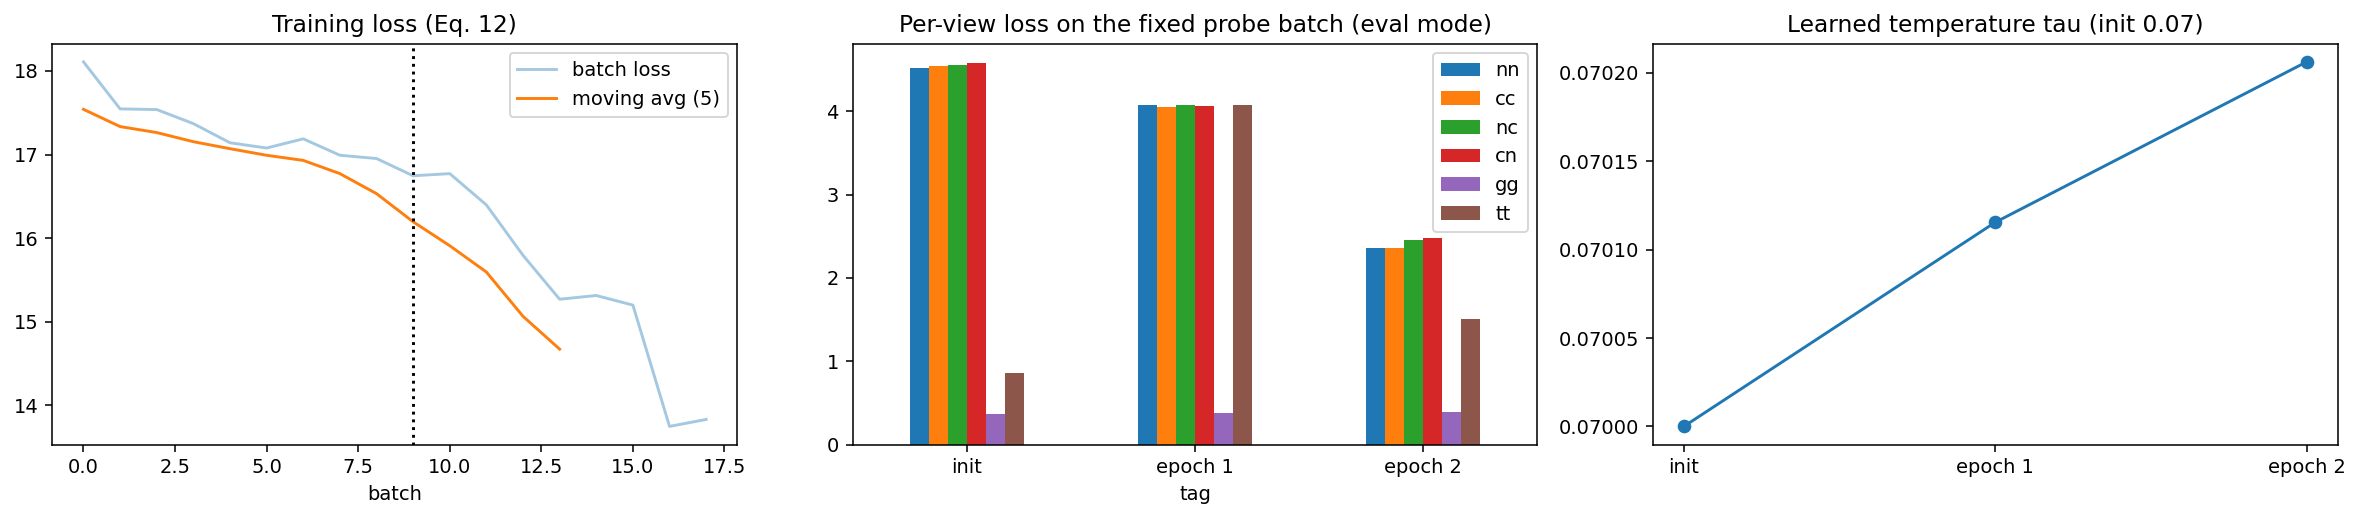 Training loss (Eq. 12)
18
17
16
15
14
0.0 2.5 5.0 7.5 10.0 12.5 15.0 17.5
batch
batch loss
moving avg (5)
Per-view loss on the fixed probe batch (eval mode)
4
3
2
1
0
init epoch 1 epoch 2
tag
nn
cc
nc
cn
gg
tt
Learned temperature tau (init 0.07)
0.07020
0.07015
0.07010
0.07005
0.07000
init epoch 1 epoch 2